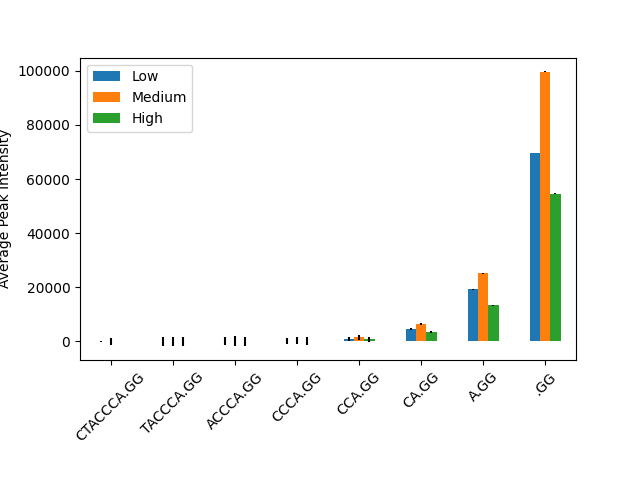 Low
Medium
High
100000
80000
60000
40000
20000
0
Average Peak Intensity
CTACCCA.GG
TACCCA.GG
ACCCA.GG
CCCA.GG
CCA.GG
CA.GG
A.GG
.GG